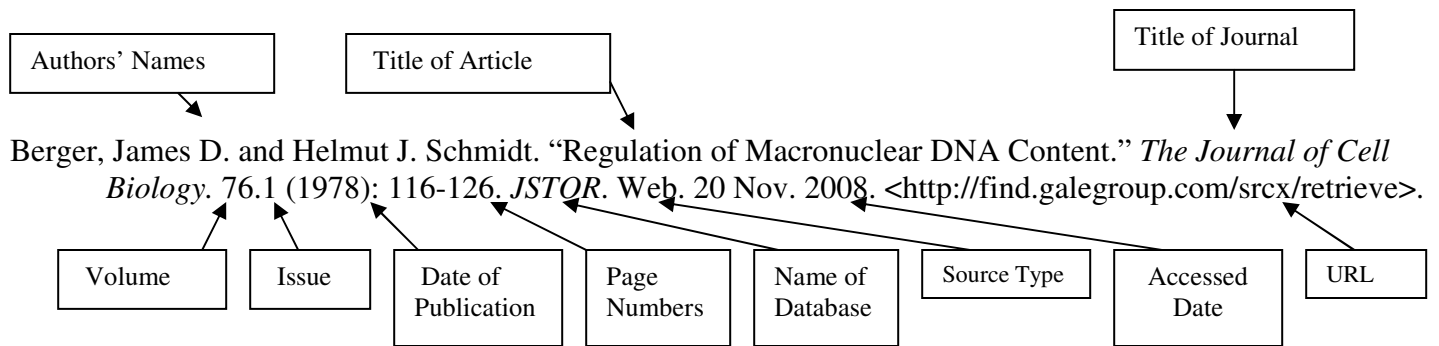 Title of Journal
Authors’ Names
Title of Article
Berger, James D. and Helmut J. Schmidt. “Regulation of Macronuclear DNA Content.” The Journal of Cell
Biology. 76.1 (1978): 116-126. JSTOR. Web. 20 Nov. 2008. <http://find.galegroup.com/srcx/retrieve>.
Volume
Issue
Date of
Publication
Page
Numbers
Name of
Database
Source Type
Accessed
Date
URL